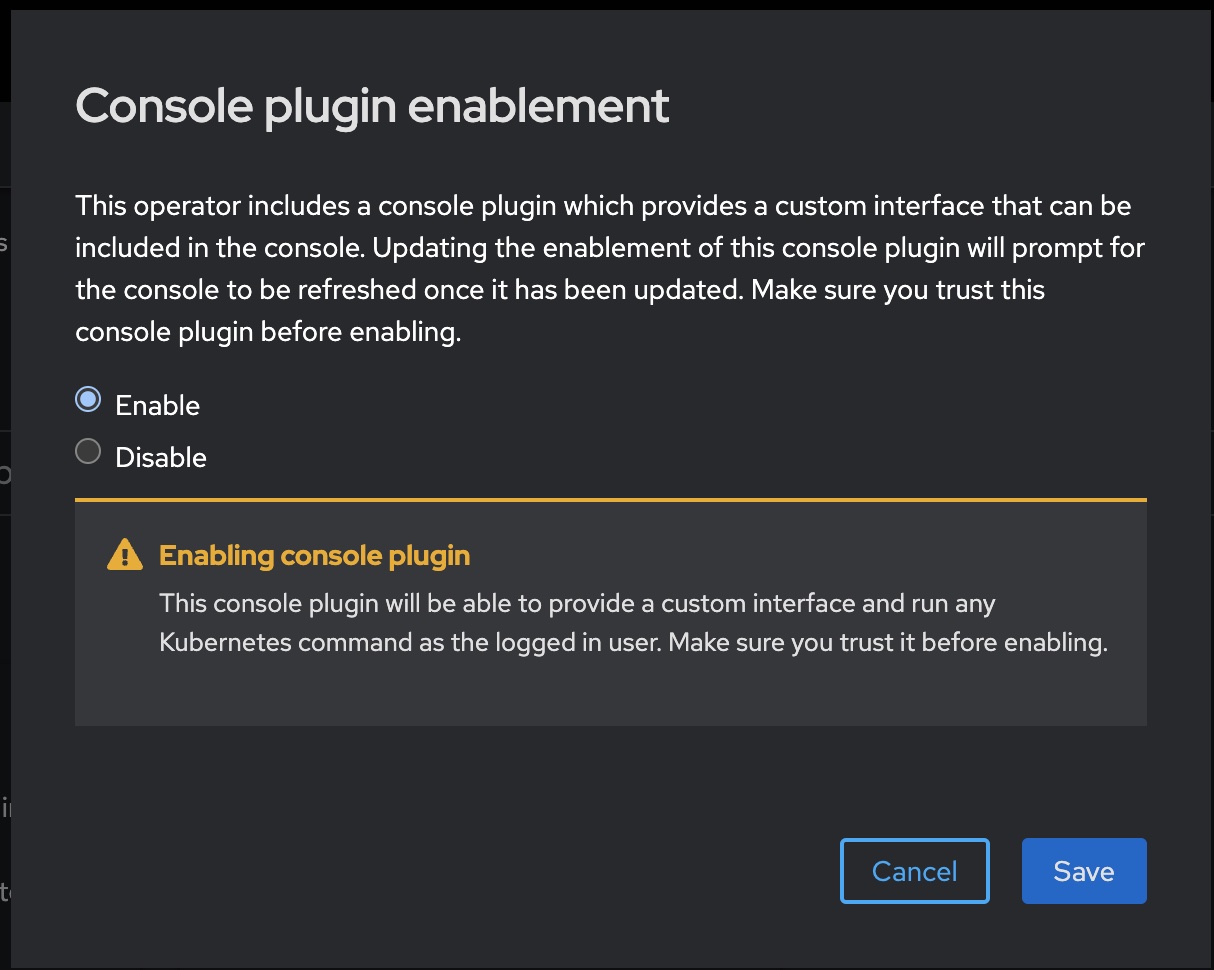 Console plugin enablement
This operator includes a console plugin which provides a custom interface that can be
included in the console. Updating the enablement of this console plugin will prompt for
the console to be refreshed once it has been updated. Make sure you trust this
console plugin before enabling.
Enable
Disable
Enabling console plugin
This console plugin will be able to provide a custom interface and run any
Kubernetes command as the logged in user. Make sure you trust it before enabling.
Cancel
Save